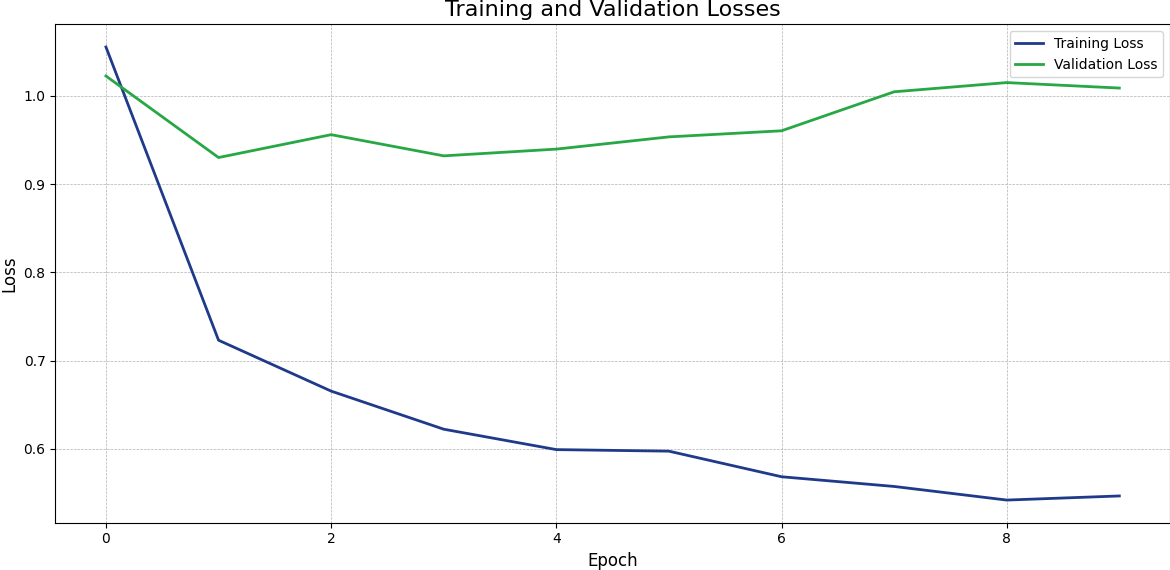 Training and Validation Losses
Training Loss
Validation Loss
1.0
0.9
0.8
0.7
0.6
Loss
0
2
4
6
8
Epoch